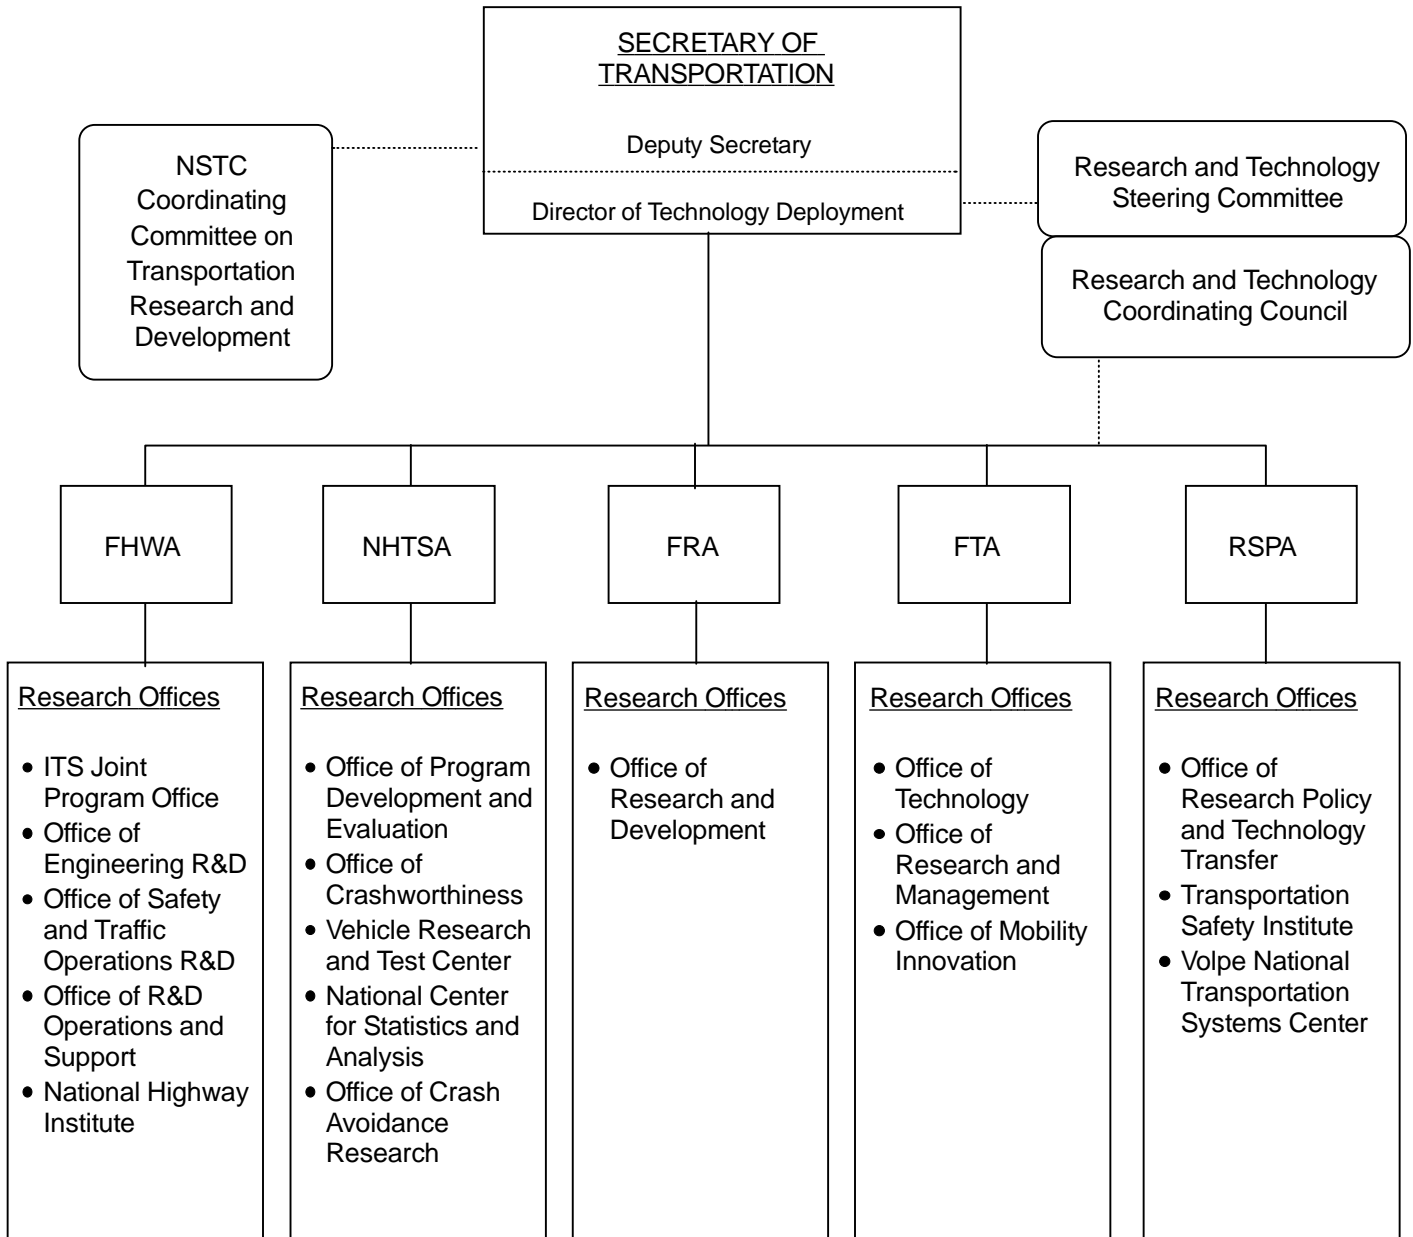 SECRETARY OF
TRANSPORTATION
Deputy Secretary
Director of Technology Deployment
NSTC
Coordinating
Committee on
Transportation
Research and
Development
Research and Technology
Steering Committee
Research and Technology
Coordinating Council
FHWA
NHTSA
FRA
FTA
RSPA
Research Offices
• ITS Joint
Program Office
• Office of
Engineering R&D
• Office of Safety
and Traffic
Operations R&D
• Office of R&D
Operations and
Support
• National Highway
Institute
Research Offices
• Office of Program
Development and
Evaluation
• Office of
Crashworthiness
• Vehicle Research
and Test Center
• National Center
for Statistics and
Analysis
• Office of Crash
Avoidance
Research
Research Offices
• Office of
Research and
Development
Research Offices
• Office of
Technology
• Office of
Research and
Management
• Office of Mobility
Innovation
Research Offices
• Office of
Research Policy
and Technology
Transfer
• Transportation
Safety Institute
• Volpe National
Transportation
Systems Center